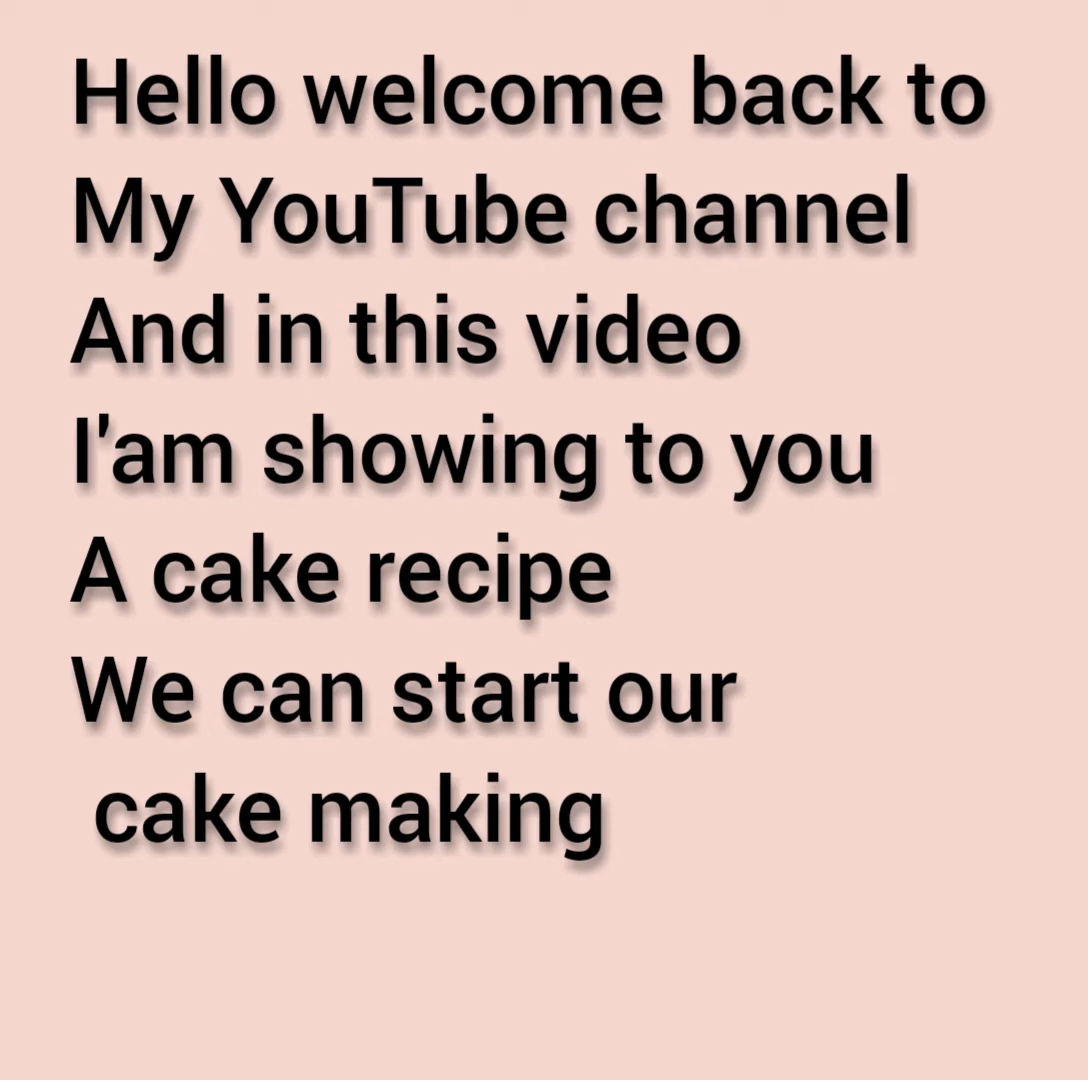 Hello welcome back to
My YouTube channel
And in this video
I'am showing to you
A cake recipe
We can start our
cake making